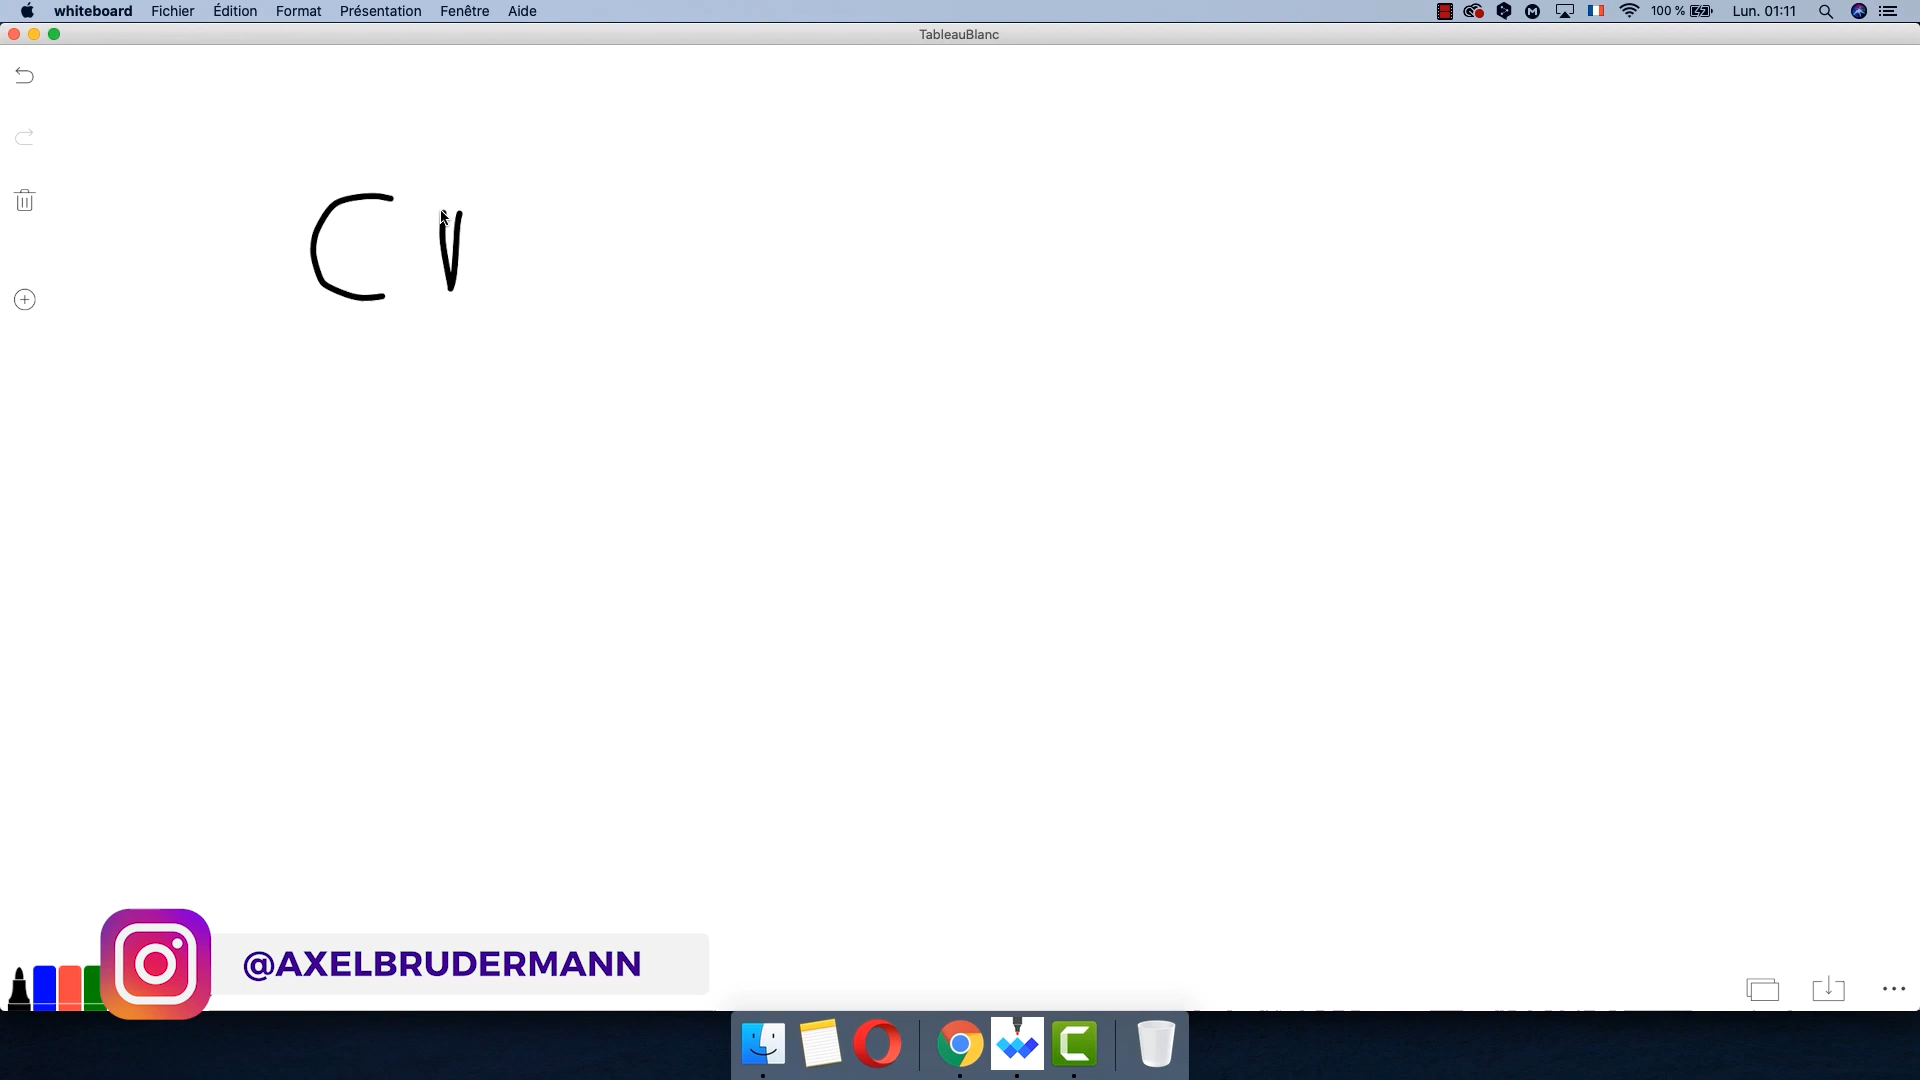 whiteboard Fichier Édition Format Présentation Fenêtre Aide 100 % Lun. 01:11
TableauBlanc
C V
@AXELBRUDERMANN